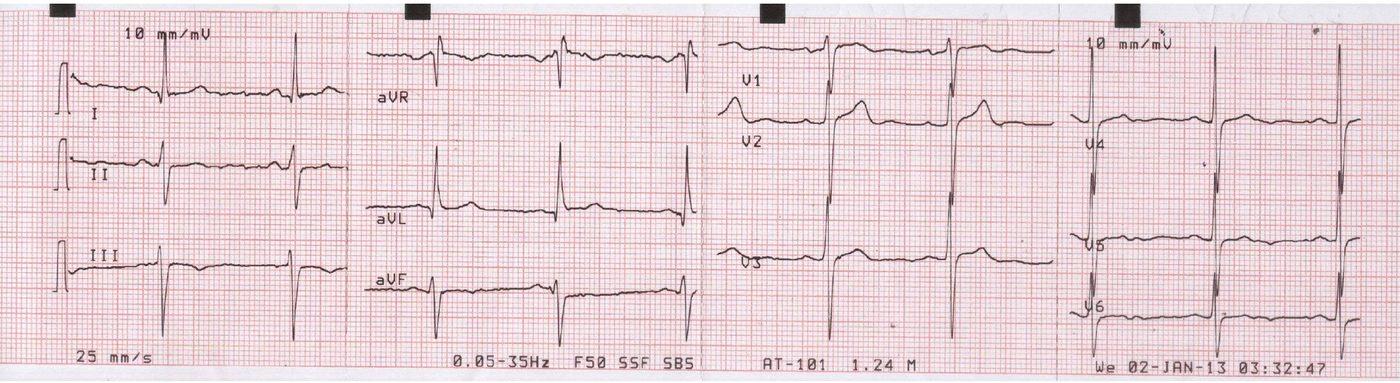 10 mm/mV
I
II
III
25 mm/s
aVR
aVL
aVF
0.05-35Hz F50 SSF SBS
V1
V2
V3
AT-101 1.24 M
10 mm/mV
V4
V5
V6
We 02-JAN-13 03:32:47